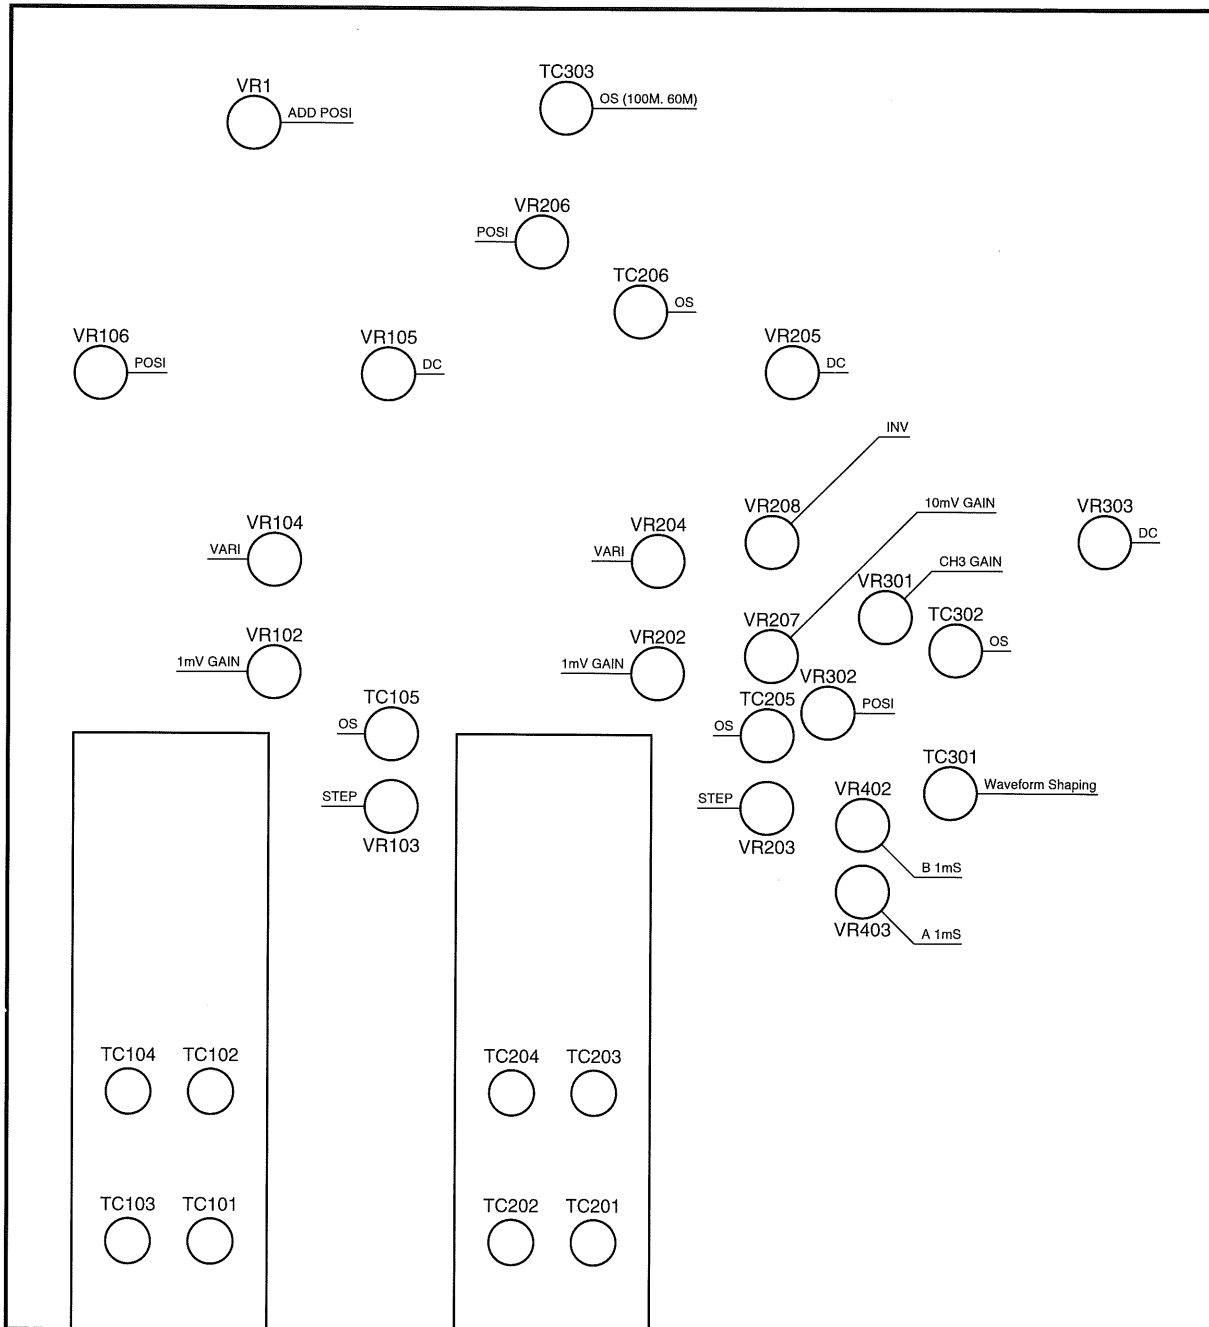 VR1
ADD POSI
TC303
OS (100M. 60M)
VR206
POSI
TC206
OS
VR106
POSI
VR105
DC
VR205
DC
INV
VR208
10mV GAIN
VR303
DC
VR104
VARI
VR204
VARI
CH3 GAIN
VR301
TC302
OS
VR102
1mV GAIN
VR202
1mV GAIN
VR207
VR302
POSI
TC105
OS
TC205
OS
TC301
Waveform Shaping
STEP
VR103
STEP
VR203
VR402
B 1mS
VR403
A 1mS
TC104
TC102
TC204
TC203
TC103
TC101
TC202
TC201